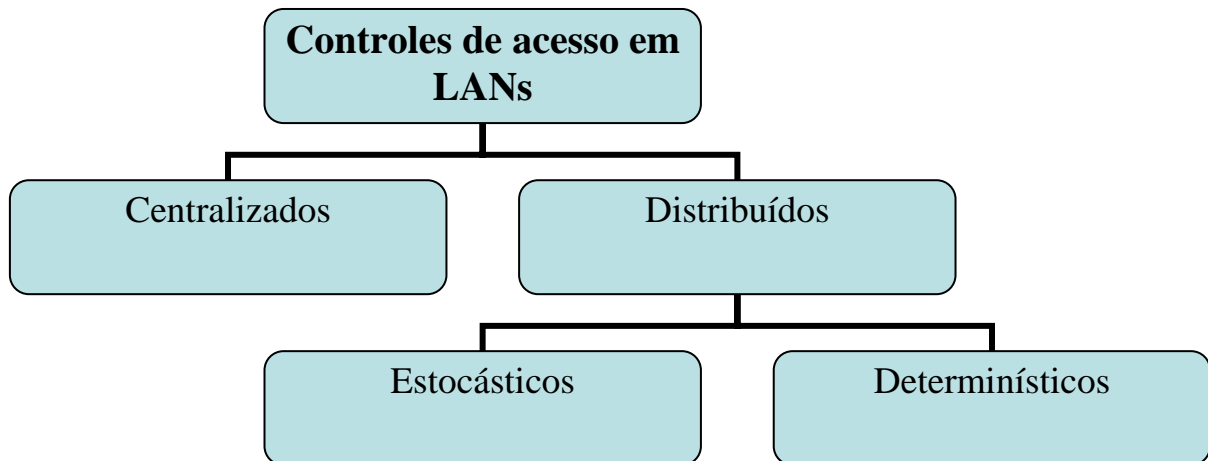 Controles de acesso em
LANs
Centralizados
Distribuídos
Estocásticos
Determinísticos